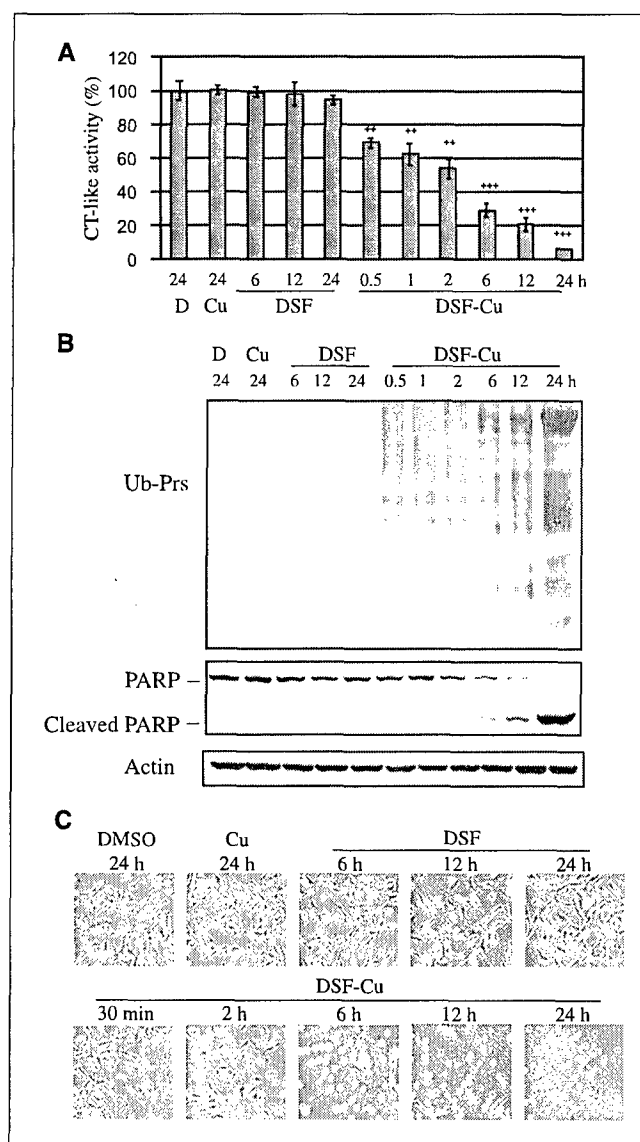 A
CT-like activity (%)
120
100
80
60
40
20
0
++ ++ ++ +++ +++ +++
24 24 6 12 24 0.5 1 2 6 12 24 h
D Cu DSF DSF-Cu
B
D Cu DSF DSF-Cu
24 24 6 12 24 0.5 1 2 6 12 24 h
Ub-Prs
PARP –
Cleaved PARP –
Actin
C
DMSO Cu DSF
24 h 24 h 6 h 12 h 24 h
DSF-Cu
30 min 2 h 6 h 12 h 24 h